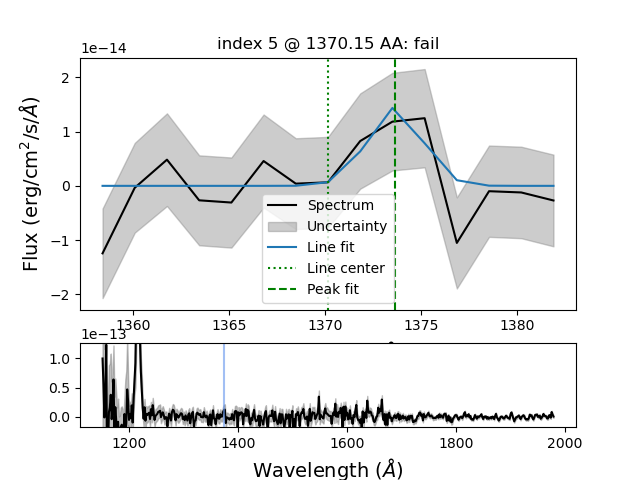 index 5 @ 1370.15 AA: fail
1e−14
2
1
0
−1
−2
Flux (erg/cm²/s/Å)
Spectrum
Uncertainty
Line fit
Line center
Peak fit
1360 1365 1370 1375 1380
1e−13
1.0
0.5
0.0
1200 1400 1600 1800 2000
Wavelength (Å)